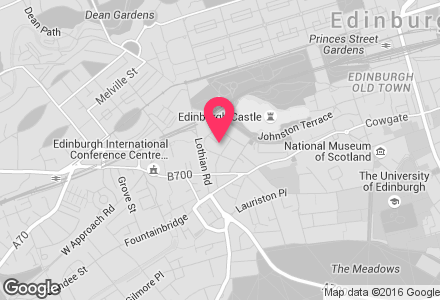 Dean Gardens
Dean Path
Edinburg
Princes Street
Gardens
Melville St
EDINBURGH
OLD TOWN
Edinburgh Castle
Johnston Terrace
Cowgate
Edinburgh International
Conference Centre...
Lothian Rd
National Museum
of Scotland
B700
The University
of Edinburgh
Grove St
Lauriston Pl
W Approach Rd
Fountainbridge
A70
The Meadows
dee St
Gilmore Pl
Google
Map data ©2016 Google